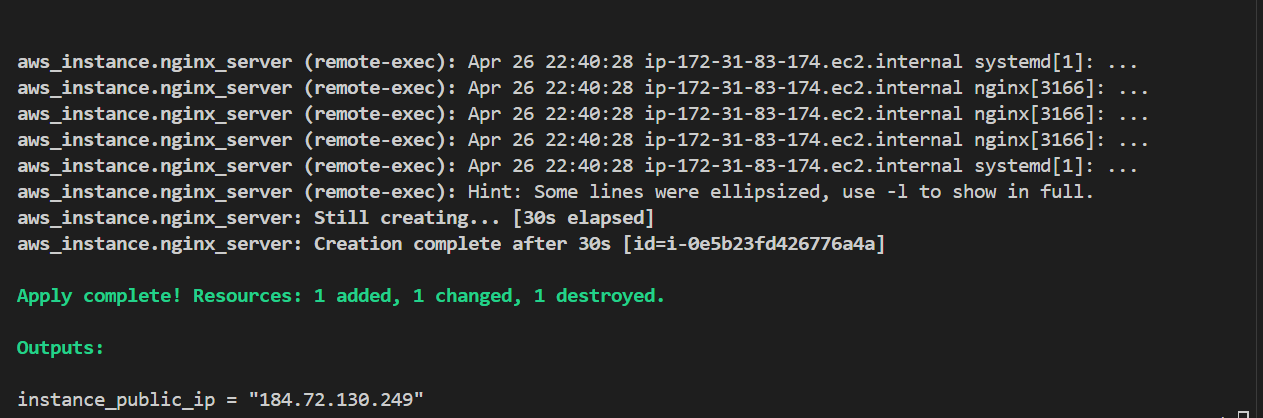 aws_instance.nginx_server (remote-exec): Apr 26 22:40:28 ip-172-31-83-174.ec2.internal systemd[1]: ...
aws_instance.nginx_server (remote-exec): Apr 26 22:40:28 ip-172-31-83-174.ec2.internal nginx[3166]: ...
aws_instance.nginx_server (remote-exec): Apr 26 22:40:28 ip-172-31-83-174.ec2.internal nginx[3166]: ...
aws_instance.nginx_server (remote-exec): Apr 26 22:40:28 ip-172-31-83-174.ec2.internal nginx[3166]: ...
aws_instance.nginx_server (remote-exec): Apr 26 22:40:28 ip-172-31-83-174.ec2.internal systemd[1]: ...
aws_instance.nginx_server (remote-exec): Hint: Some lines were ellipsized, use -l to show in full.
aws_instance.nginx_server: Still creating... [30s elapsed]
aws_instance.nginx_server: Creation complete after 30s [id=i-0e5b23fd426776a4a]
Apply complete! Resources: 1 added, 1 changed, 1 destroyed.
Outputs:
instance_public_ip = "184.72.130.249"